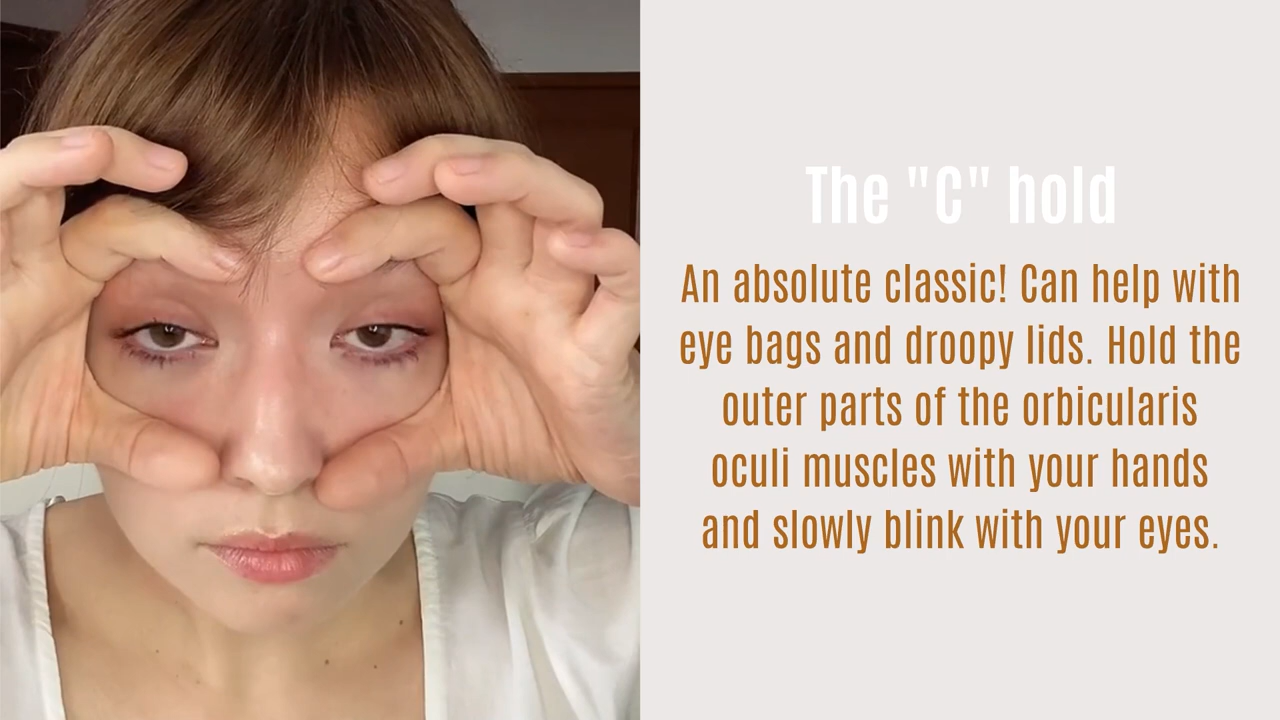 The "C" hold
An absolute classic! Can help with
eye bags and droopy lids. Hold the
outer parts of the orbicularis
oculi muscles with your hands
and slowly blink with your eyes.